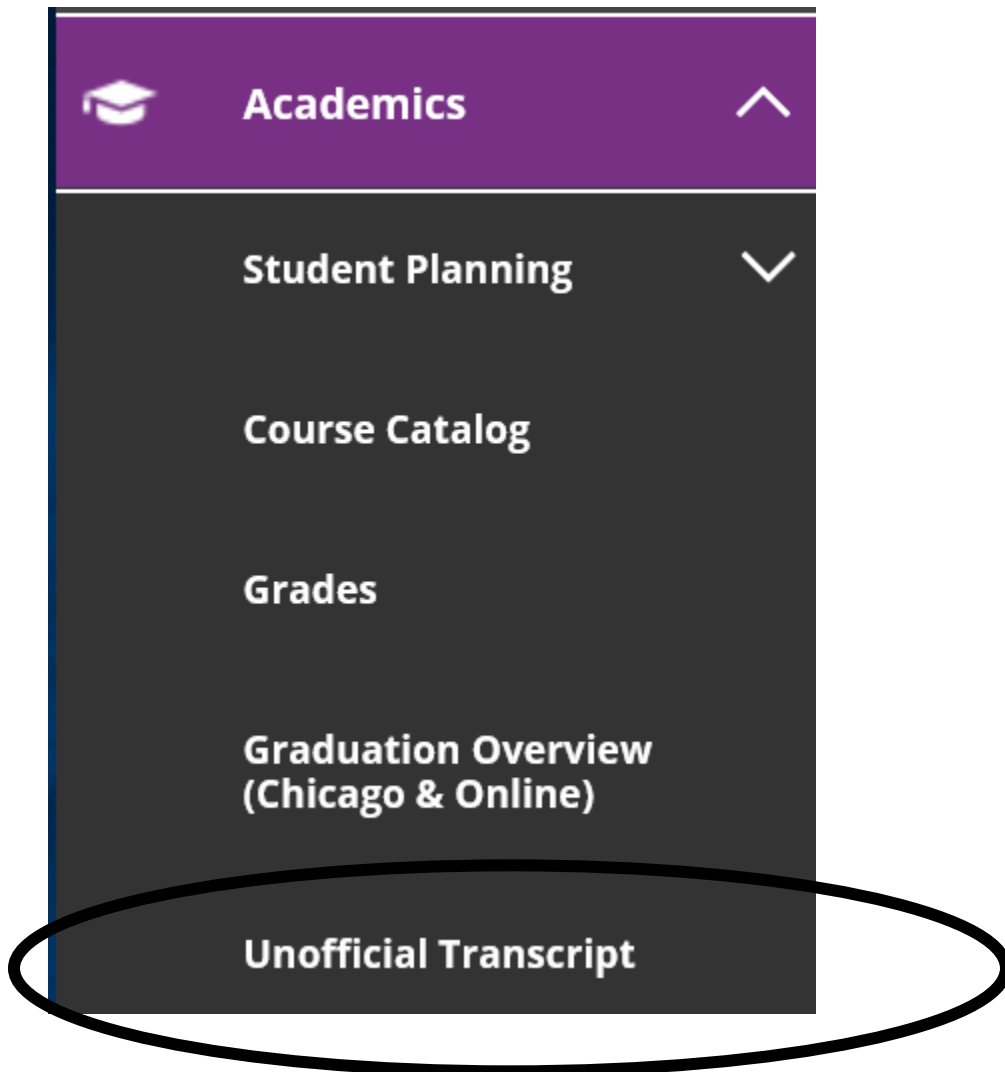 Academics
Student Planning
Course Catalog
Grades
Graduation Overview
(Chicago & Online)
Unofficial Transcript